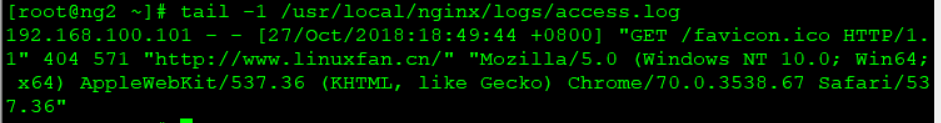 [root@ng2 ~]# tail -1 /usr/local/nginx/logs/access.log
192.168.100.101 - - [27/Oct/2018:18:49:44 +0800] "GET /favicon.ico HTTP/1.
1" 404 571 "http://www.linuxfan.cn/" "Mozilla/5.0 (Windows NT 10.0; Win64;
 x64) AppleWebKit/537.36 (KHTML, like Gecko) Chrome/70.0.3538.67 Safari/53
7.36"